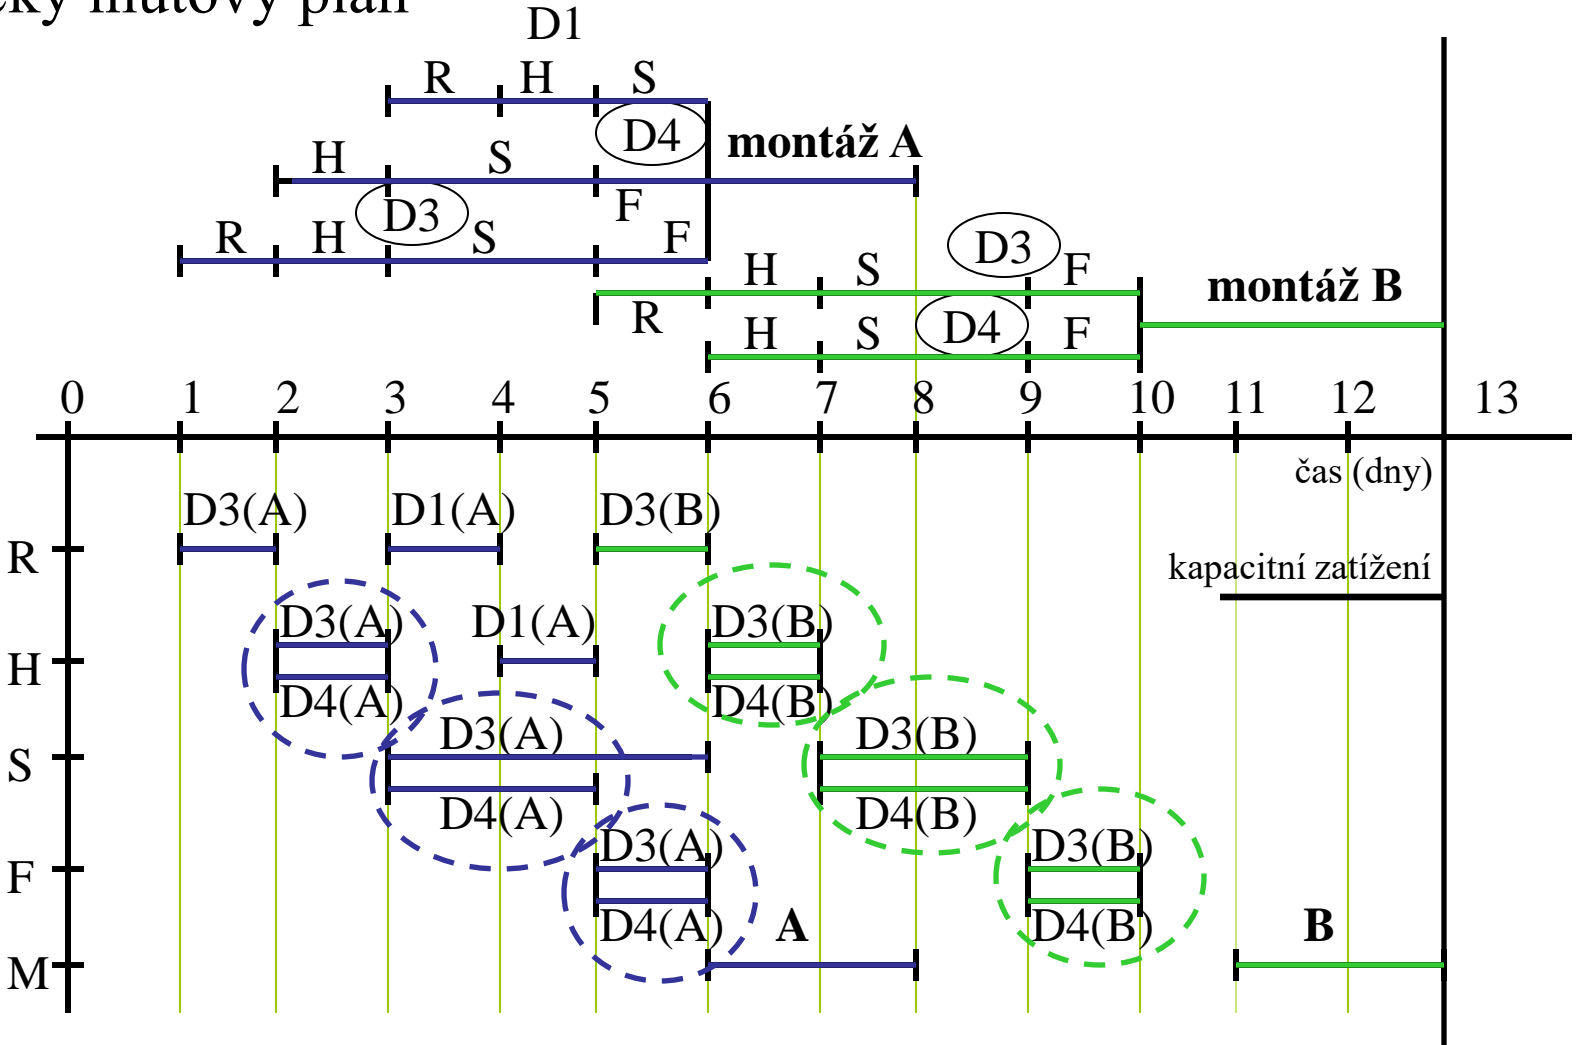 lhůtový plán
D1
R H S
D4 montáž A
H S
F
D3
R H S F
D3
H S F
R
montáž B
D4
H S F
0 1 2 3 4 5 6 7 8 9 10 11 12 13
čas (dny)
D3(A) D1(A) D3(B)
R
kapacitní zatížení
D3(A) D1(A) D3(B)
H
D4(A) D4(B)
D3(A) D3(B)
S
D4(A) D4(B)
D3(A) D3(B)
F
D4(A) A D4(B) B
M